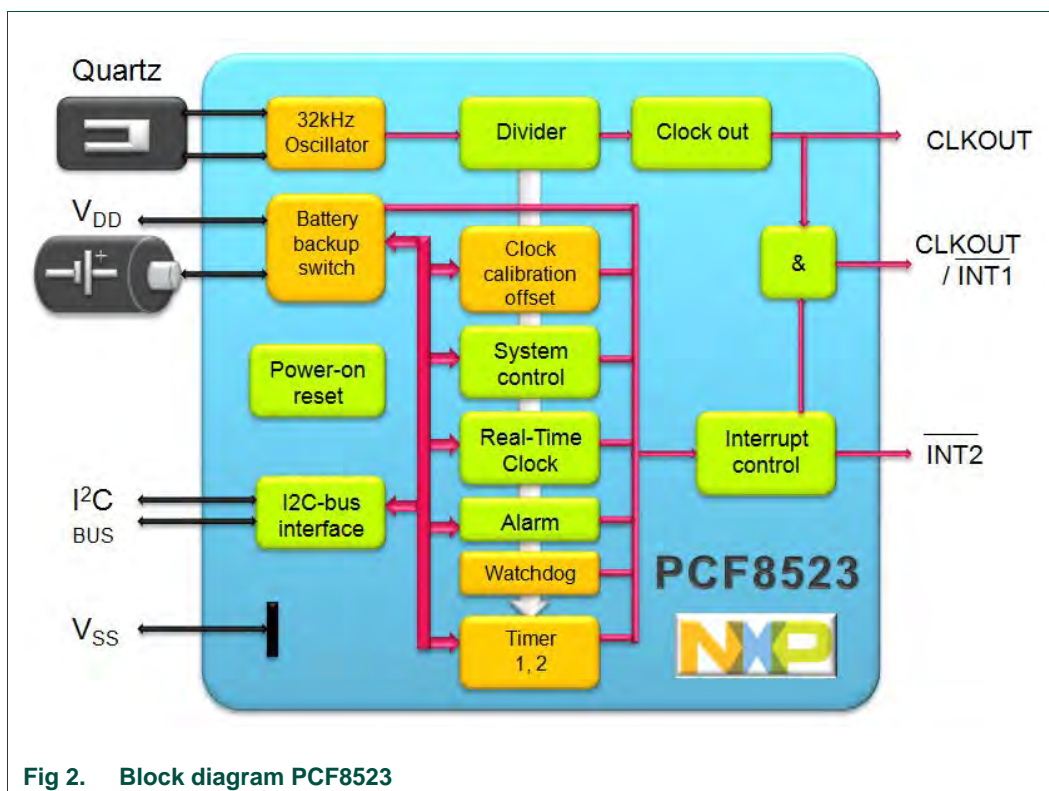 Quartz
32kHz
Oscillator
Divider
Clock out
CLKOUT
VDD
Battery
backup
switch
+
Clock
calibration
offset
&
CLKOUT
/ INT1
System
control
Power-on
reset
Real-Time
Clock
Interrupt
control
INT2
I²C
BUS
I2C-bus
interface
Alarm
Watchdog
PCF8523
VSS
Timer
1, 2
NXP
Fig 2. Block diagram PCF8523